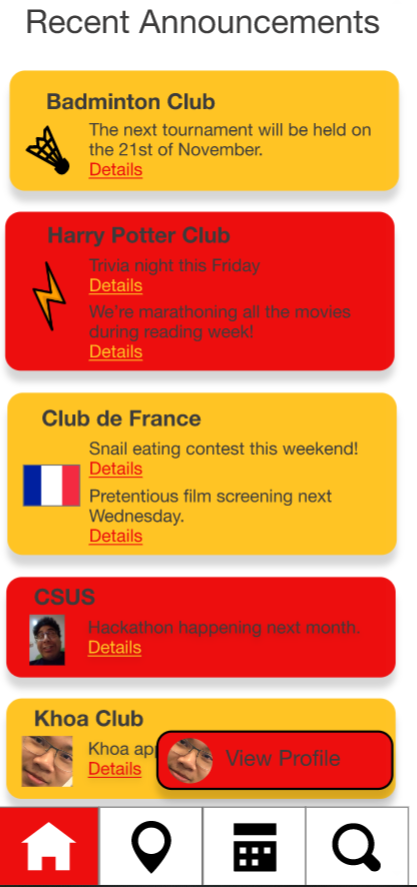 Recent Announcements
Badminton Club
The next tournament will be held on
the 21st of November.
Details
Harry Potter Club
Trivia night this Friday
Details
We're marathoning all the movies
during reading week!
Details
Club de France
Snail eating contest this weekend!
Details
Pretentious film screening next
Wednesday.
Details
CSUS
Hackathon happening next month.
Details
Khoa Club
Khoa
Details
View Profile